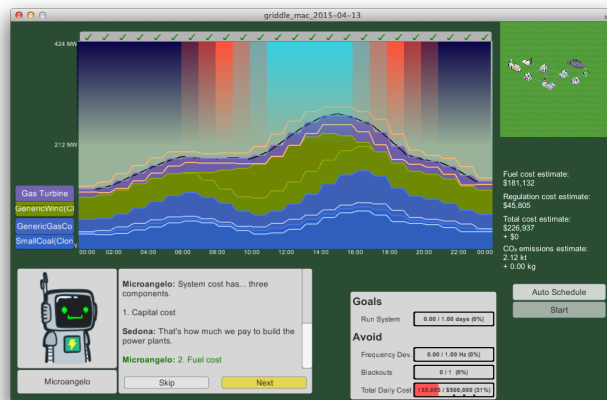 griddle_mac_2015-04-13
424 MW
212 MW
Gas Turbine
GenericWind(Cl
GenericGasCo
SmallCoal(Clon
00:00 02:00 04:00 06:00 08:00 10:00 12:00 14:00 16:00 18:00 20:00 22:00 00:00
Fuel cost estimate:
$181,132
Regulation cost estimate:
$45,805
Total cost estimate:
$226,937
+ $0
CO₂ emissions estimate:
2.12 kt
+ 0.00 kg
Auto Schedule
Start
Microangelo
Microangelo: System cost has... three
components.
1. Capital cost
Sedona: That's how much we pay to build the
power plants.
Microangelo: 2. Fuel cost
Skip
Next
Goals
Run System
0.00 / 1.00 days (0%)
Avoid
Frequency Dev.
0.00 / 1.00 Hz (0%)
Blackouts
0 / 1 (0%)
Total Daily Cost
/ $500,000 (31%)